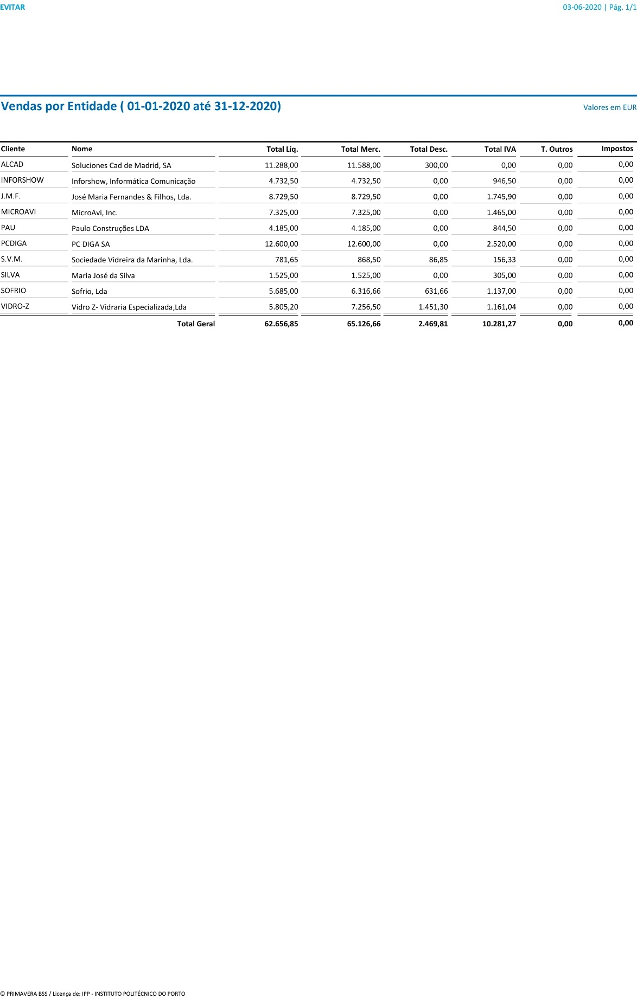 EVITAR 03-06-2020 | Pág. 1/1
Vendas por Entidade ( 01-01-2020 até 31-12-2020) Valores em EUR
Cliente Nome Total Liq. Total Merc. Total Desc. Total IVA T. Outros Impostos
ALCAD Soluciones Cad de Madrid, SA 11.288,00 11.588,00 300,00 0,00 0,00 0,00
INFORSHOW Inforshow, Informática Comunicação 4.732,50 4.732,50 0,00 946,50 0,00 0,00
J.M.F. José Maria Fernandes & Filhos, Lda. 8.729,50 8.729,50 0,00 1.745,90 0,00 0,00
MICROAVI MicroAvi, Inc. 7.325,00 7.325,00 0,00 1.465,00 0,00 0,00
PAU Paulo Construções LDA 4.185,00 4.185,00 0,00 844,50 0,00 0,00
PCDIGA PC DIGA SA 12.600,00 12.600,00 0,00 2.520,00 0,00 0,00
S.V.M. Sociedade Vidreira da Marinha, Lda. 781,65 868,50 86,85 156,33 0,00 0,00
SILVA Maria José da Silva 1.525,00 1.525,00 0,00 305,00 0,00 0,00
SOFRIO Sofrio, Lda 5.685,00 6.316,66 631,66 1.137,00 0,00 0,00
VIDRO-Z Vidro Z- Vidraria Especializada,Lda 5.805,20 7.256,50 1.451,30 1.161,04 0,00 0,00
Total Geral 62.656,85 65.126,66 2.469,81 10.281,27 0,00 0,00
© PRIMAVERA BSS / Licença de: IPP - INSTITUTO POLITÉCNICO DO PORTO